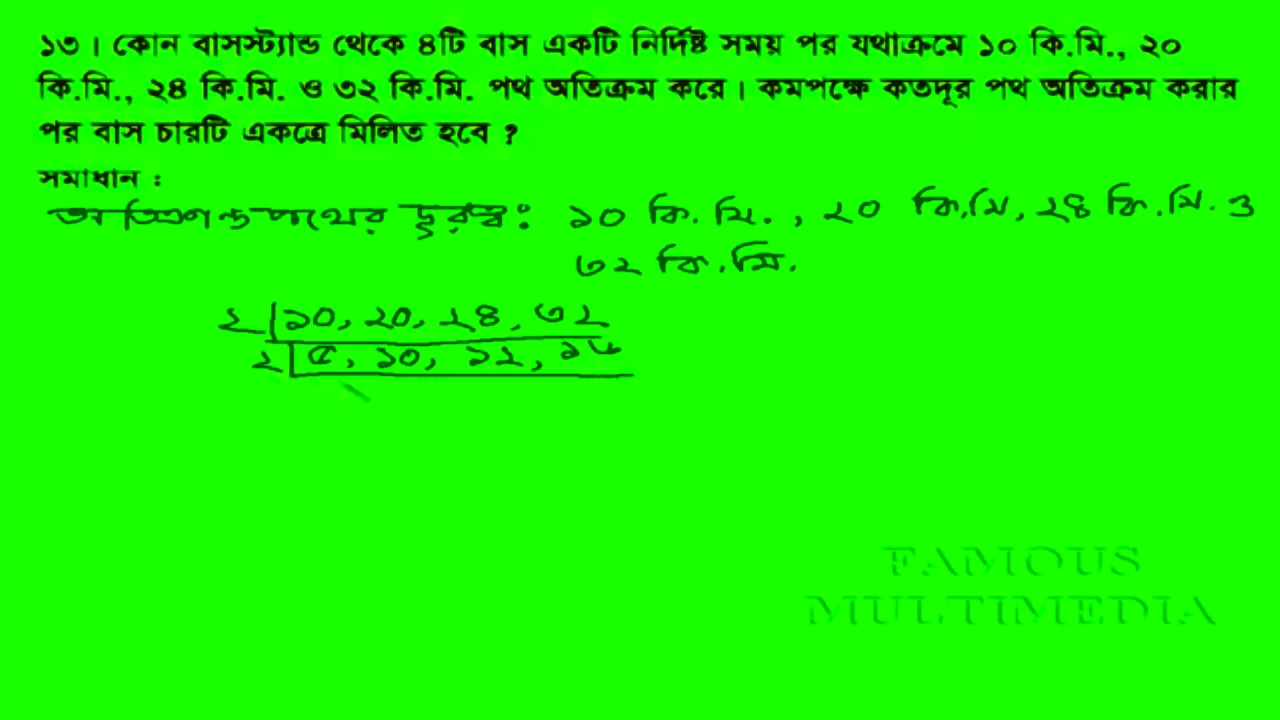 ১৩। কোন বাসস্ট্যান্ড থেকে ৪টি বাস একটি নির্দিষ্ট সময় পর যথাক্রমে ১০ কি.মি., ২০
কি.মি., ২৪ কি.মি. ও ৩২ কি.মি. পথ অতিক্রম করে। কমপক্ষে কতদূর পথ অতিক্রম করার
পর বাস চারটি একত্রে মিলিত হবে ?
সমাধান :
অতিক্রান্ত পথের দূরত্ব: ১০ কি. মি., ২০ কি.মি, ২৪ কি.মি. ও
৩২ কি.মি.
২ | ১০, ২০, ২৪, ৩২
২ | ৫, ১০, ১২, ১৬
FAMOUS
MULTIMEDIA